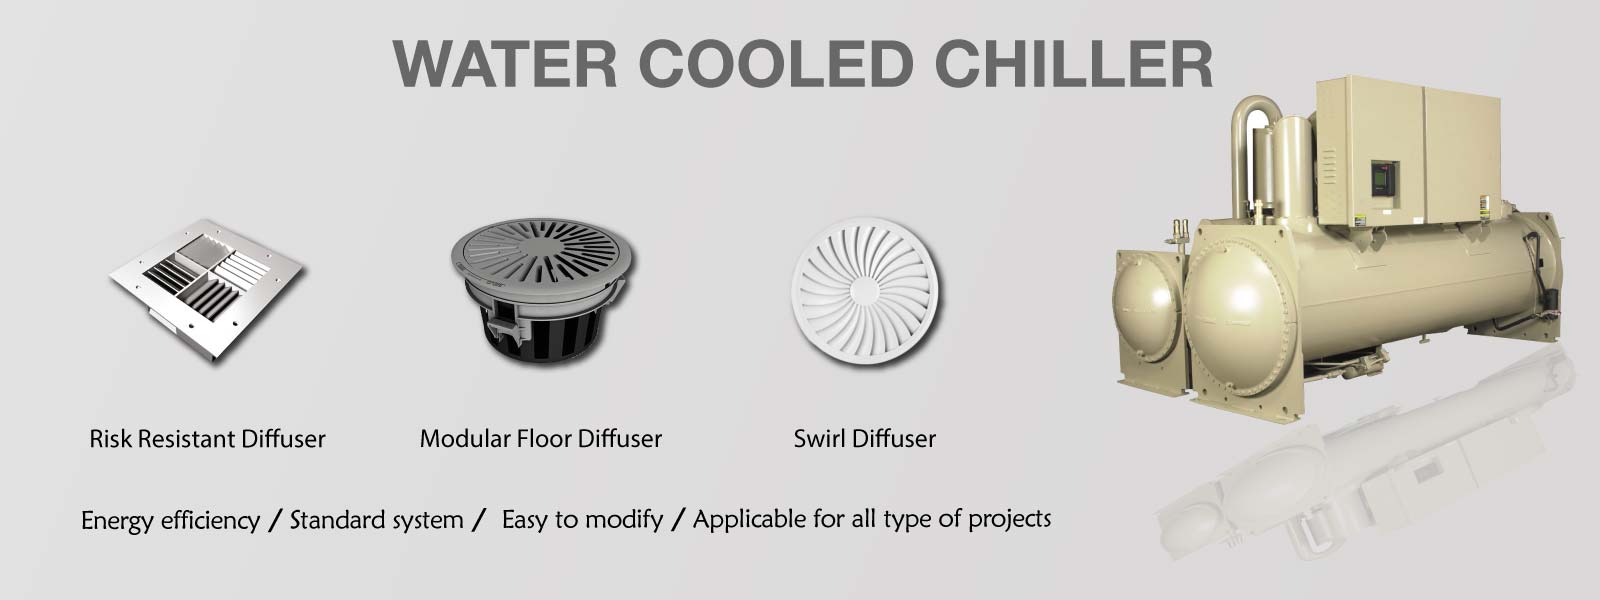 WATER COOLED CHILLER
Risk Resistant Diffuser
Modular Floor Diffuser
Swirl Diffuser
Energy efficiency / Standard system / Easy to modify / Applicable for all type of projects